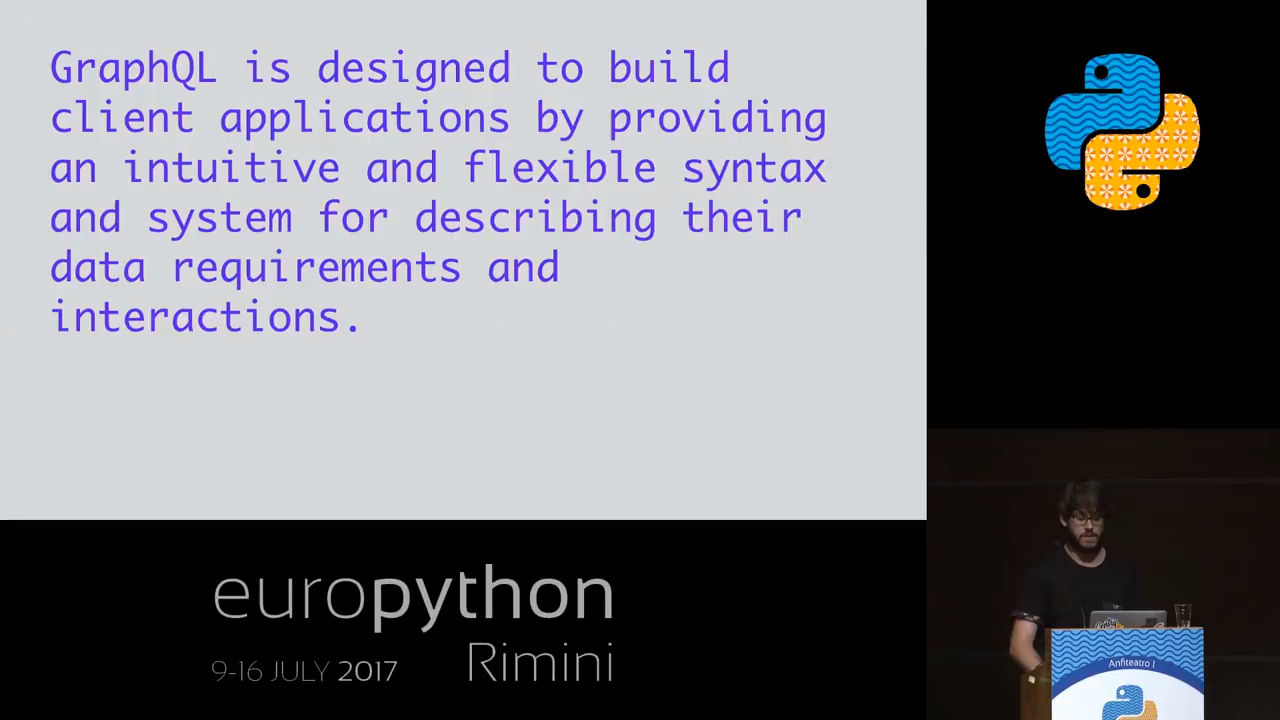 GraphQL is designed to build
client applications by providing
an intuitive and flexible syntax
and system for describing their
data requirements and
interactions.
europython
9-16 JULY 2017
Rimini
Anfiteatro I